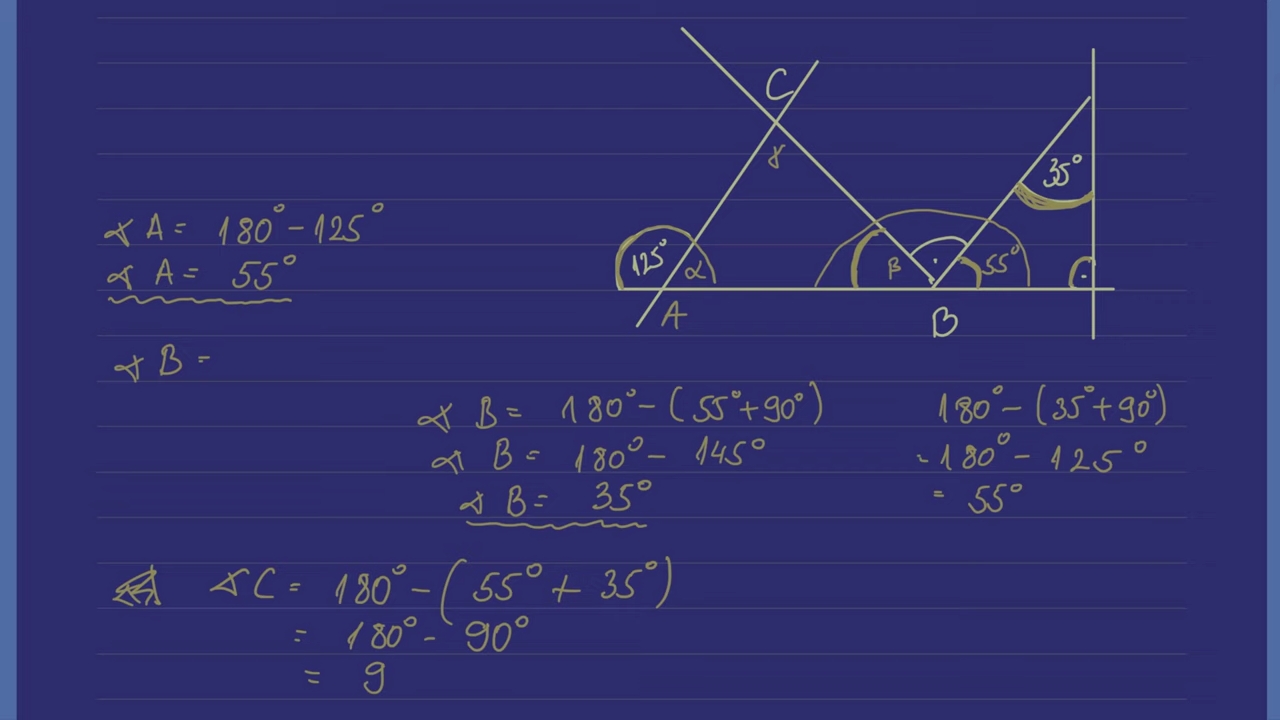 C
γ
35°
125°
α
β
55°
A
B
∡ A = 180° - 125°
∡ A = 55°
∡ B =
∡ B = 180° - (55° + 90°)
∡ B = 180° - 145°
∡ B = 35°
180° - (35° + 90°)
= 180° - 125°
= 55°
∡ C = 180° - (55° + 35°)
= 180° - 90°
= 9